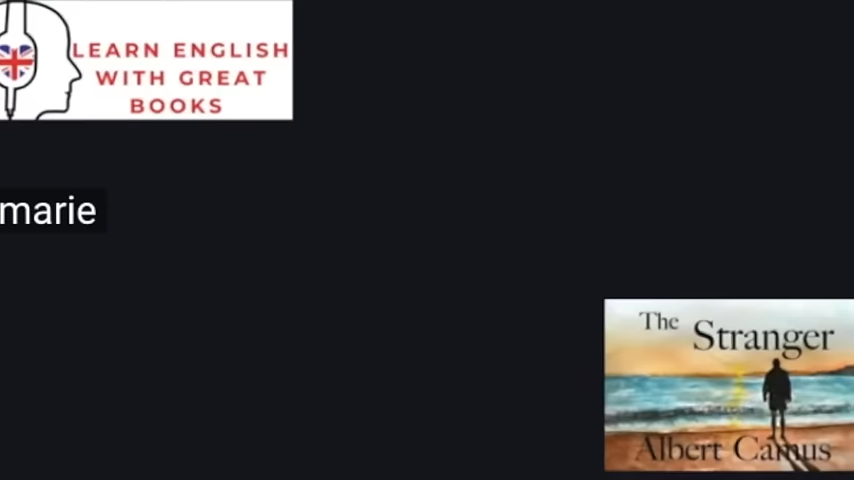 LEARN ENGLISH
WITH GREAT
BOOKS
marie
The Stranger
Albert Camus